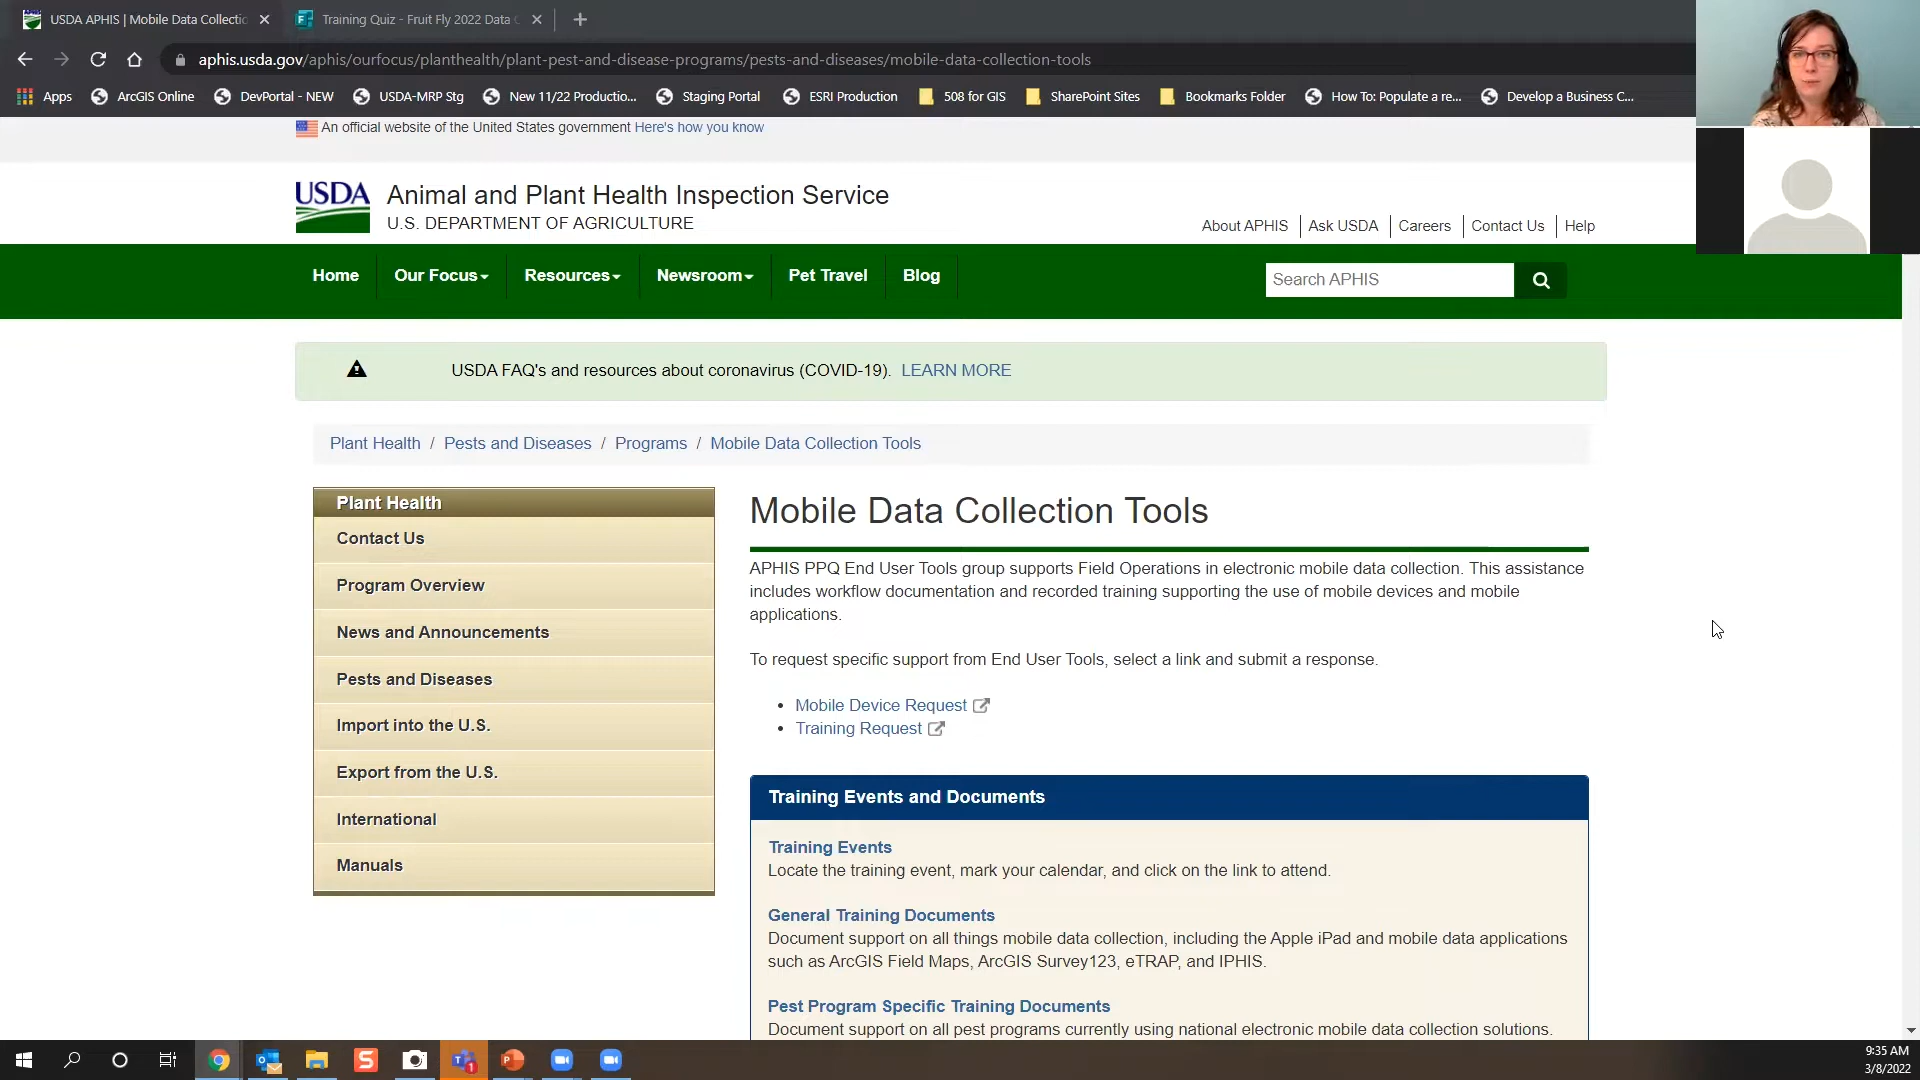 USDA APHIS | Mobile Data Collectio
Training Quiz - Fruit Fly 2022 Data C
aphis.usda.gov/aphis/ourfocus/planthealth/plant-pest-and-disease-programs/pests-and-diseases/mobile-data-collection-tools
Apps ArcGIS Online DevPortal - NEW USDA-MRP Stg New 11/22 Productio... Staging Portal ESRI Production 508 for GIS SharePoint Sites Bookmarks Folder How To: Populate a re... Develop a Business C...
An official website of the United States government Here's how you know
USDA
Animal and Plant Health Inspection Service
U.S. DEPARTMENT OF AGRICULTURE
About APHIS Ask USDA Careers Contact Us Help
Home Our Focus Resources Newsroom Pet Travel Blog
Search APHIS
USDA FAQ's and resources about coronavirus (COVID-19). LEARN MORE
Plant Health / Pests and Diseases / Programs / Mobile Data Collection Tools
Plant Health
Contact Us
Program Overview
News and Announcements
Pests and Diseases
Import into the U.S.
Export from the U.S.
International
Manuals
Mobile Data Collection Tools
APHIS PPQ End User Tools group supports Field Operations in electronic mobile data collection. This assistance
includes workflow documentation and recorded training supporting the use of mobile devices and mobile
applications.
To request specific support from End User Tools, select a link and submit a response.
• Mobile Device Request
• Training Request
Training Events and Documents
Training Events
Locate the training event, mark your calendar, and click on the link to attend.
General Training Documents
Document support on all things mobile data collection, including the Apple iPad and mobile data applications
such as ArcGIS Field Maps, ArcGIS Survey123, eTRAP, and IPHIS.
Pest Program Specific Training Documents
Document support on all pest programs currently using national electronic mobile data collection solutions.
9:35 AM
3/8/2022